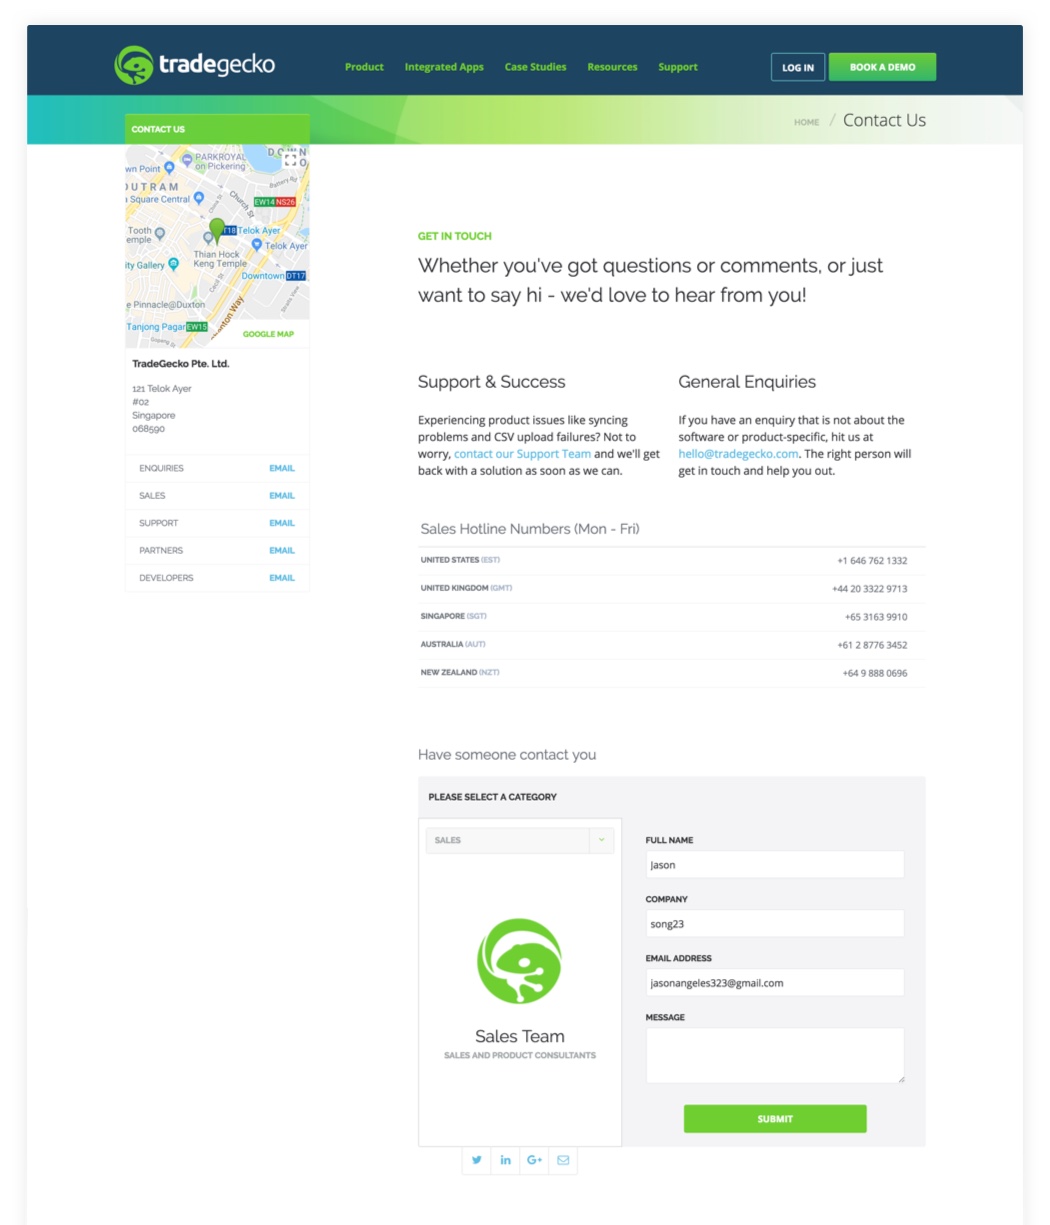 tradegecko
Product Integrated Apps Case Studies Resources Support
LOG IN
BOOK A DEMO
HOME / Contact Us
CONTACT US
PARKROYAL
on Pickering
wn Point
UTRAM
Square Central
Church St
Battery Rd
EW14 NS26
Tooth
emple
T18 Telok Ayer
Telok Ayer
Thian Hock
Keng Temple
ity Gallery
Cecil St
Downtown DT17
e Pinnacle@Duxton
Tanjong Pagar EW15
GOOGLE MAP
TradeGecko Pte. Ltd.
121 Telok Ayer
#02
Singapore
068590
ENQUIRIES EMAIL
SALES EMAIL
SUPPORT EMAIL
PARTNERS EMAIL
DEVELOPERS EMAIL
GET IN TOUCH
Whether you've got questions or comments, or just
want to say hi - we'd love to hear from you!
Support & Success
Experiencing product issues like syncing
problems and CSV upload failures? Not to
worry, contact our Support Team and we'll get
back with a solution as soon as we can.
General Enquiries
If you have an enquiry that is not about the
software or product-specific, hit us at
hello@tradegecko.com. The right person will
get in touch and help you out.
Sales Hotline Numbers (Mon - Fri)
UNITED STATES (EST) +1 646 762 1332
UNITED KINGDOM (GMT) +44 20 3322 9713
SINGAPORE (SGT) +65 3163 9910
AUSTRALIA (AUT) +61 2 8776 3452
NEW ZEALAND (NZT) +64 9 888 0696
Have someone contact you
PLEASE SELECT A CATEGORY
SALES
Sales Team
SALES AND PRODUCT CONSULTANTS
FULL NAME
Jason
COMPANY
song23
EMAIL ADDRESS
jasonangeles323@gmail.com
MESSAGE
SUBMIT